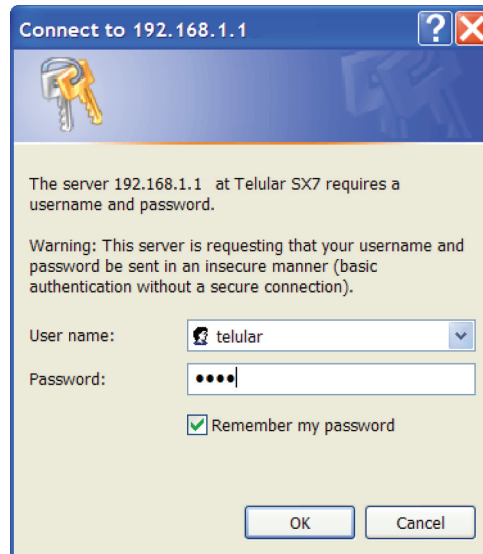 Connect to 192.168.1.1
The server 192.168.1.1 at Telular SX7 requires a
username and password.
Warning: This server is requesting that your username and
password be sent in an insecure manner (basic
authentication without a secure connection).
User name:
telular
Password:
••••
Remember my password
OK
Cancel